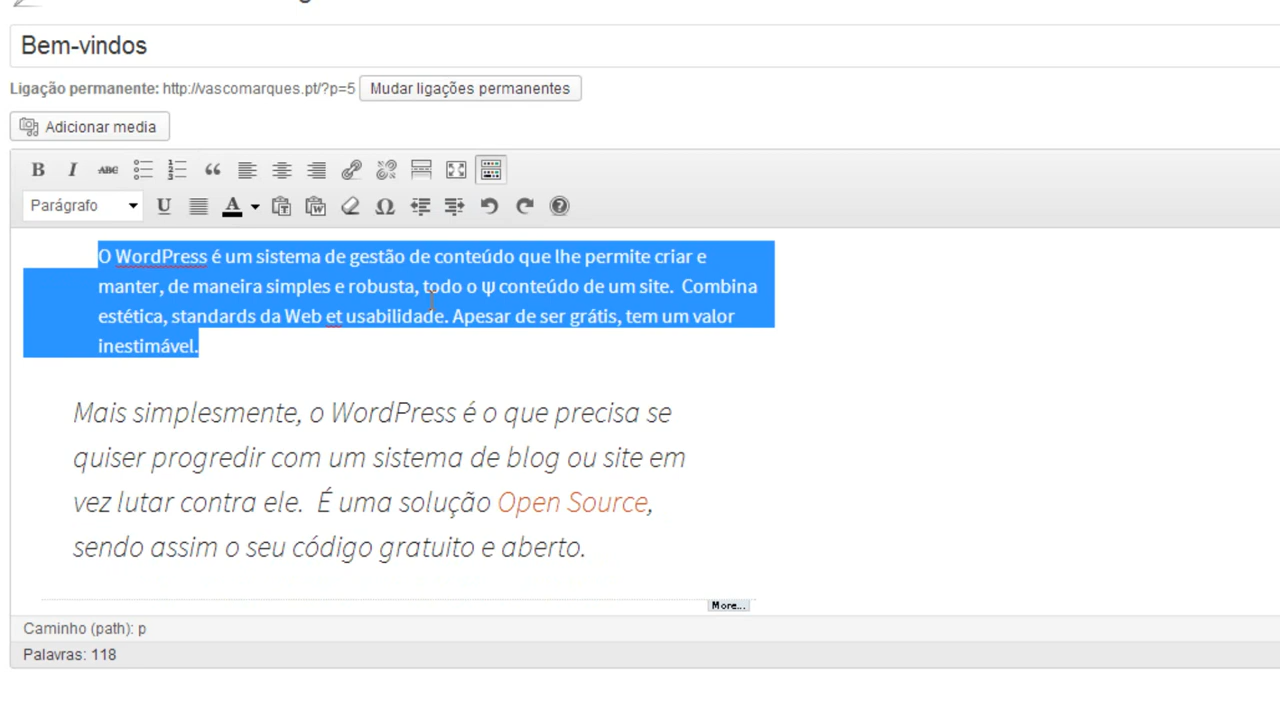 Bem-vindos
Ligação permanente: http://vascomarques.pt/?p=5 Mudar ligações permanentes
Adicionar media
B I ABC
Parágrafo U A
O WordPress é um sistema de gestão de conteúdo que lhe permite criar e
manter, de maneira simples e robusta, todo o ψ conteúdo de um site.  Combina
estética, standards da Web et usabilidade. Apesar de ser grátis, tem um valor
inestimável.
Mais simplesmente, o WordPress é o que precisa se
quiser progredir com um sistema de blog ou site em
vez lutar contra ele.  É uma solução Open Source,
sendo assim o seu código gratuito e aberto.
More...
Caminho (path): p
Palavras: 118